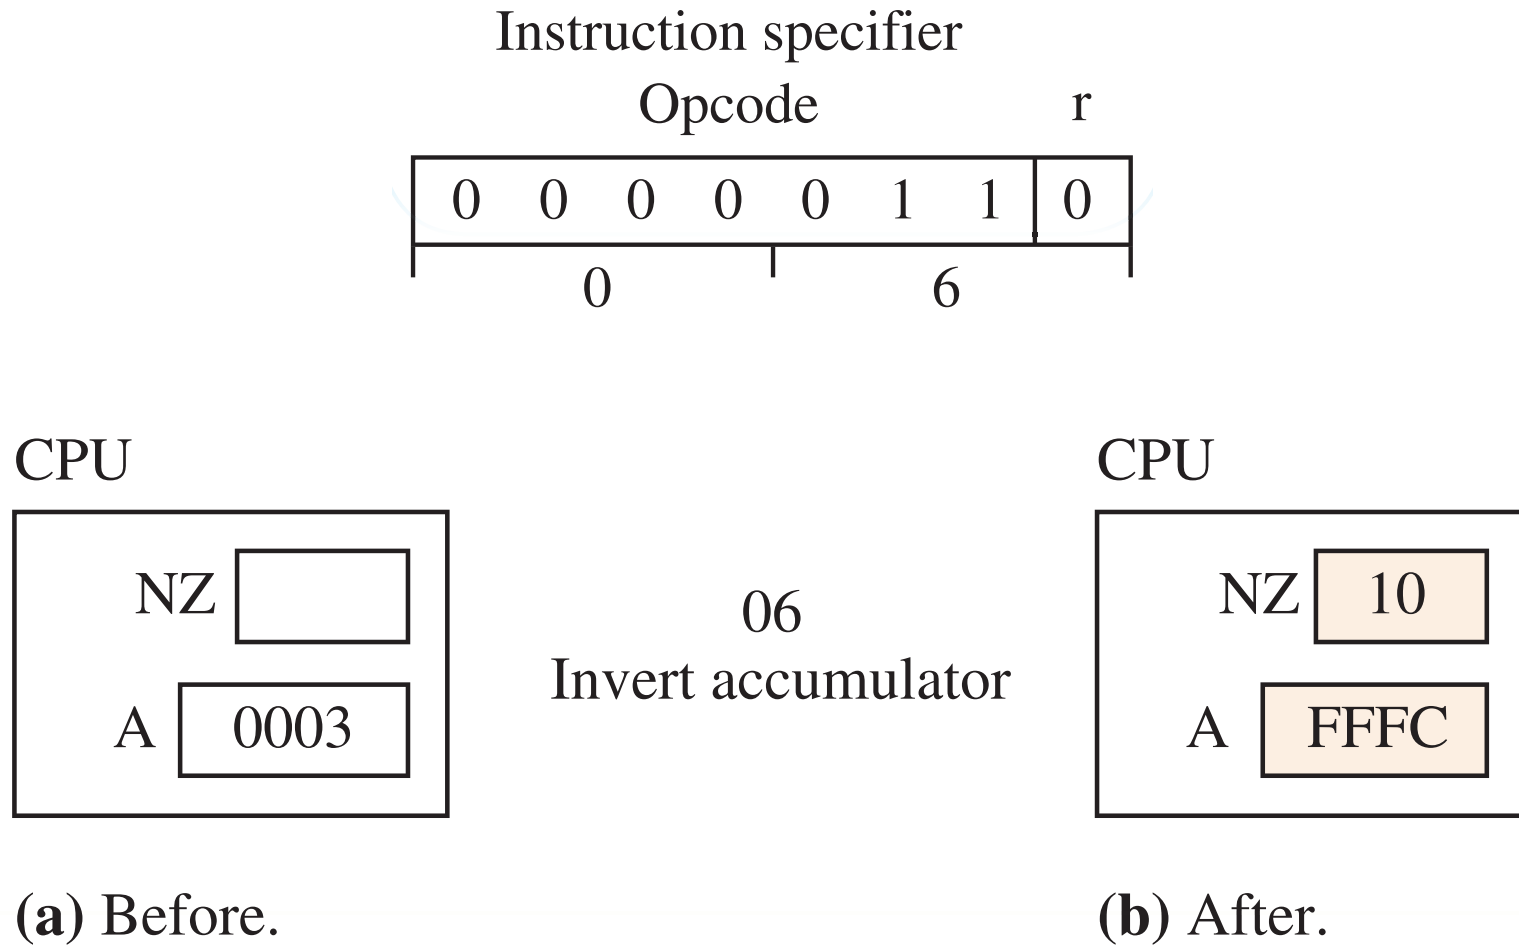 Instruction specifier
Opcode r
0 0 0 0 0 1 1 0
0 6
CPU
NZ
A 0003
06
Invert accumulator
CPU
NZ 10
A FFFC
(a) Before.
(b) After.